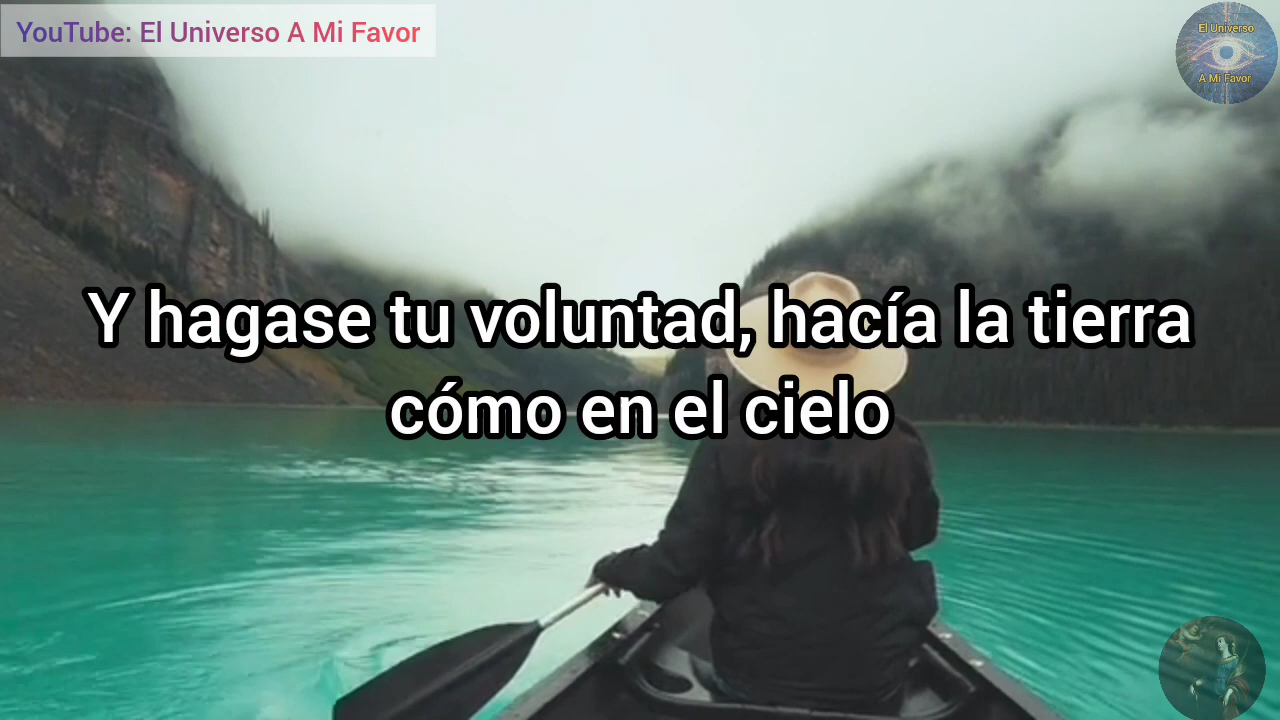 YouTube: El Universo A Mi Favor
El Universo
A Mi Favor
Y hagase tu voluntad, hacía la tierra
cómo en el cielo